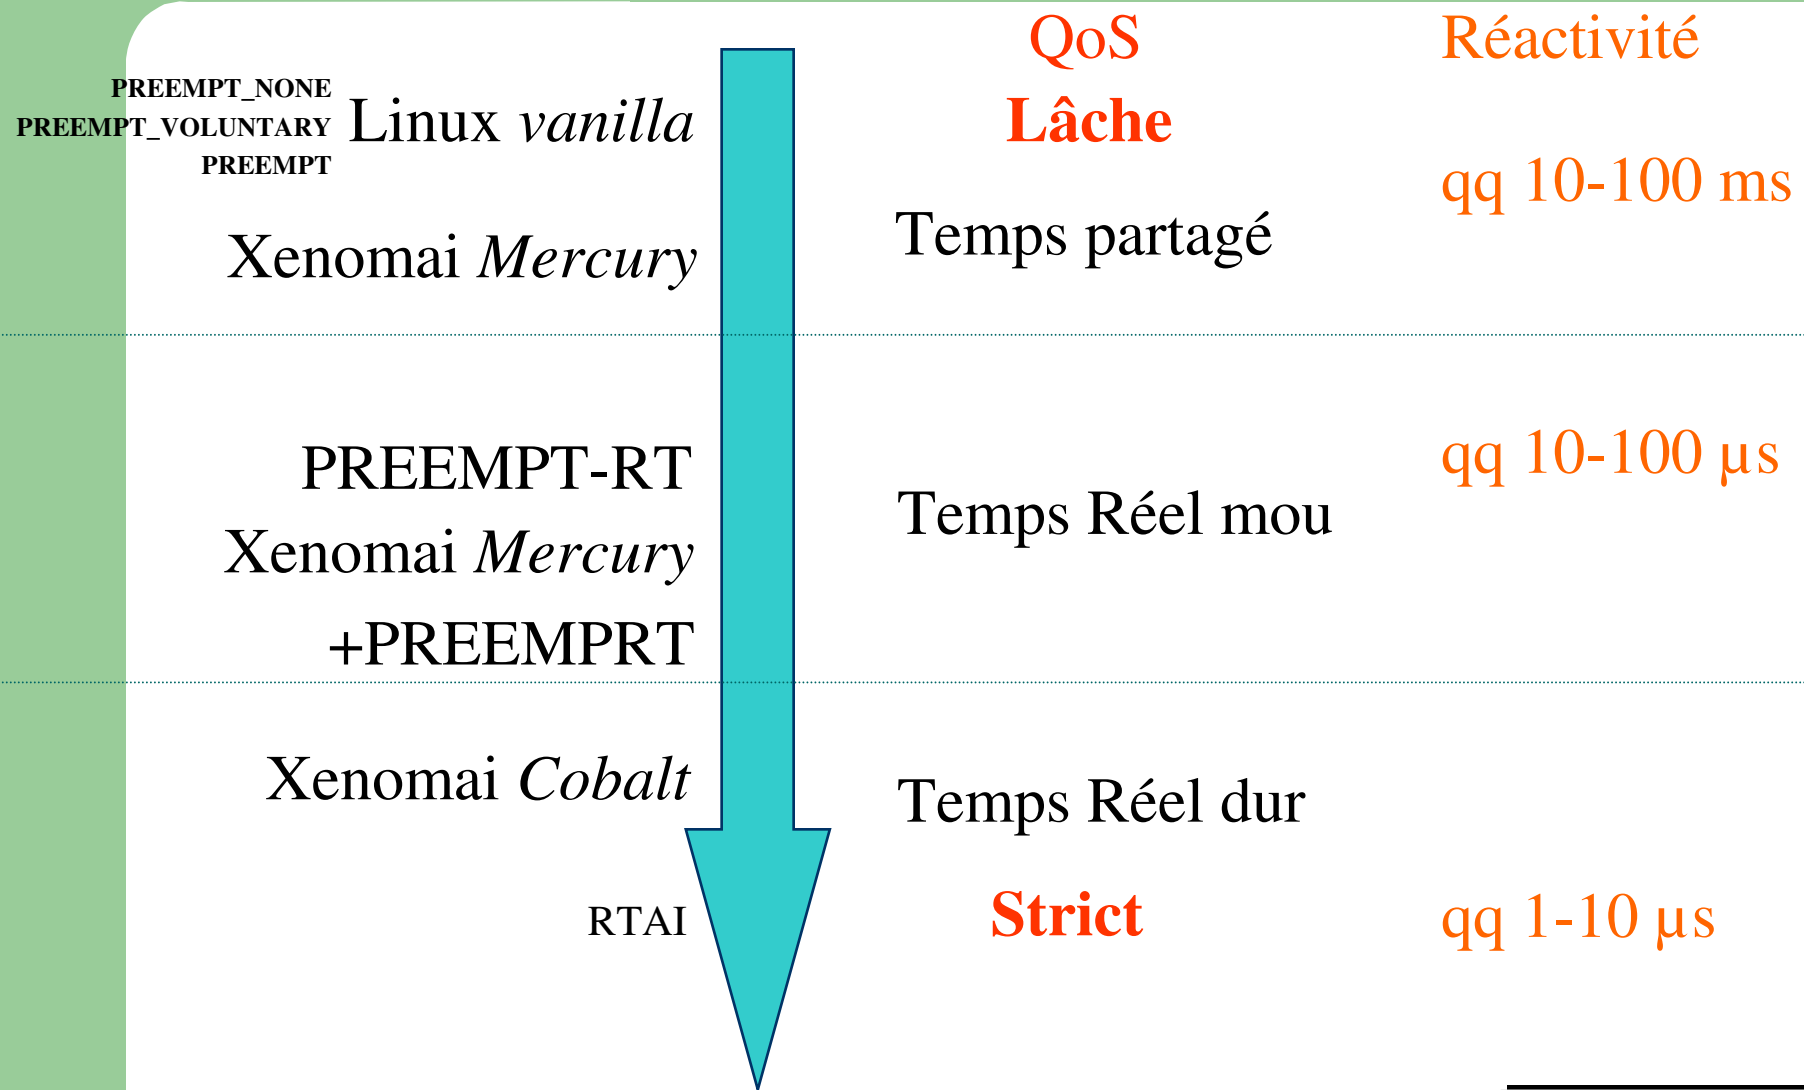 QoS Réactivité
PREEMPT_NONE
PREEMPT_VOLUNTARY
PREEMPT
Linux vanilla
Lâche
qq 10-100 ms
Xenomai Mercury
Temps partagé
PREEMPT-RT
qq 10-100 µs
Xenomai Mercury
Temps Réel mou
+PREEMPRT
Xenomai Cobalt
Temps Réel dur
RTAI
Strict
qq 1-10 µs